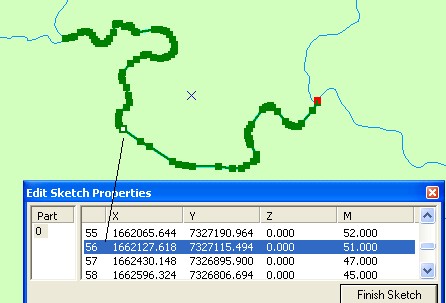 Edit Sketch Properties
Part X Y Z M
0 55 1662065.644 7327190.964 0.000 52.000
56 1662127.618 7327115.494 0.000 51.000
57 1662430.148 7326895.900 0.000 47.000
58 1662596.324 7326806.694 0.000 45.000
Finish Sketch